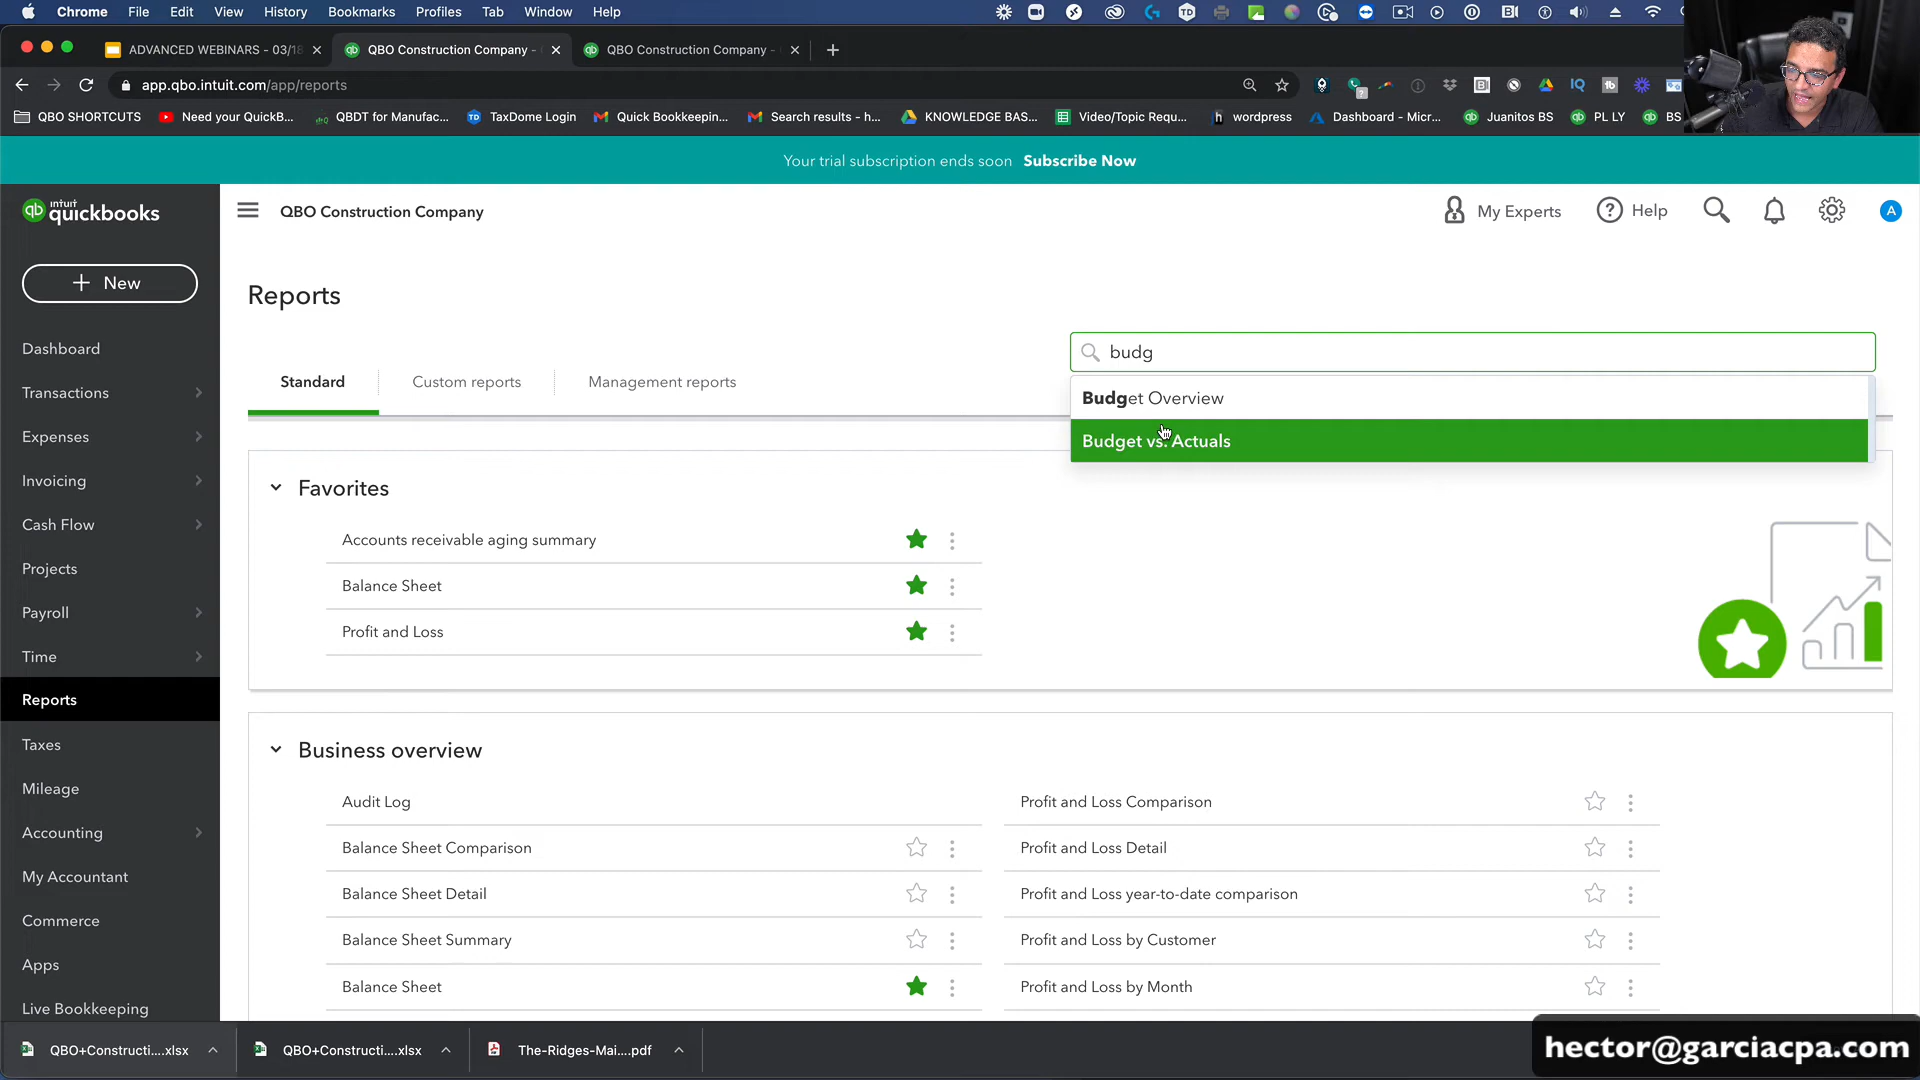 Chrome File Edit View History Bookmarks Profiles Tab Window Help
ADVANCED WEBINARS - 03/18
QBO Construction Company -
QBO Construction Company -
app.qbo.intuit.com/app/reports
QBO SHORTCUTS
Need your QuickB...
QBDT for Manufac...
TaxDome Login
Quick Bookkeepin...
Search results - h...
KNOWLEDGE BAS...
Video/Topic Requ...
wordpress
Dashboard - Micr...
Juanitos BS
PL LY
BS
Your trial subscription ends soon Subscribe Now
intuit
quickbooks
QBO Construction Company
My Experts
Help
A
+ New
Reports
budg
Budget Overview
Budget vs. Actuals
Standard
Custom reports
Management reports
Dashboard
Transactions
Expenses
Invoicing
Cash Flow
Projects
Payroll
Time
Reports
Taxes
Mileage
Accounting
My Accountant
Commerce
Apps
Live Bookkeeping
Favorites
Accounts receivable aging summary
Balance Sheet
Profit and Loss
Business overview
Audit Log
Balance Sheet Comparison
Balance Sheet Detail
Balance Sheet Summary
Balance Sheet
Profit and Loss Comparison
Profit and Loss Detail
Profit and Loss year-to-date comparison
Profit and Loss by Customer
Profit and Loss by Month
QBO+Constructi....xlsx
QBO+Constructi....xlsx
The-Ridges-Mai....pdf
hector@garciacpa.com